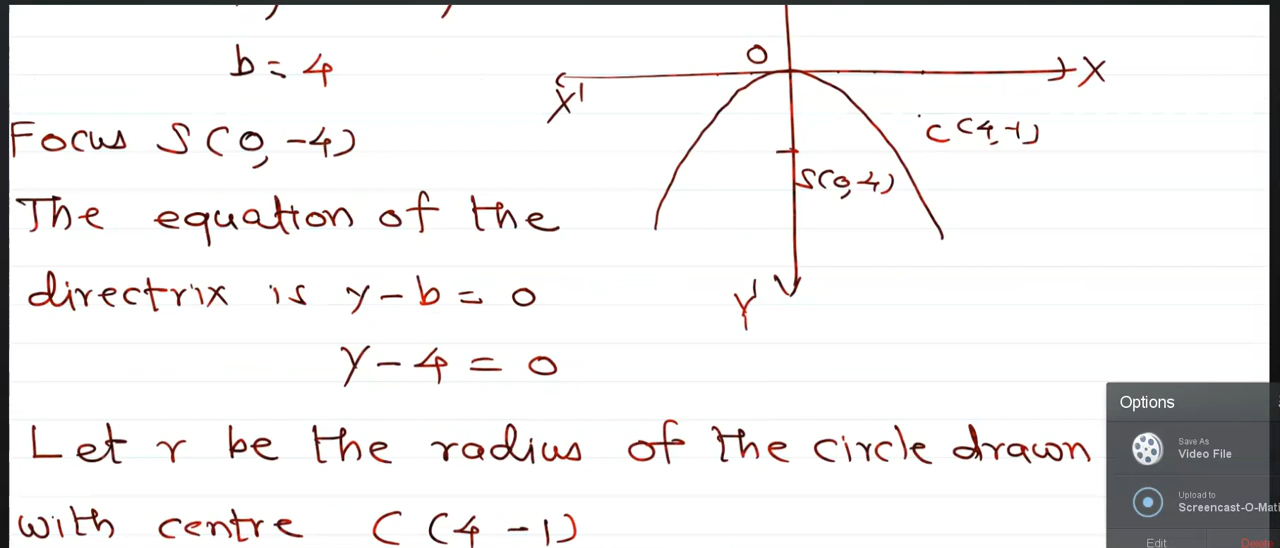 b = 4
O
X
X'
Focus S(0, -4)
C(4, -1)
S(0, -4)
The equation of the
directrix is y - b = 0
Y'
y - 4 = 0
Options
Save As
Video File
Let r be the radius of the circle drawn
Upload to
Screencast-O-Mati
with centre C(4 -1)
Edit
Delete